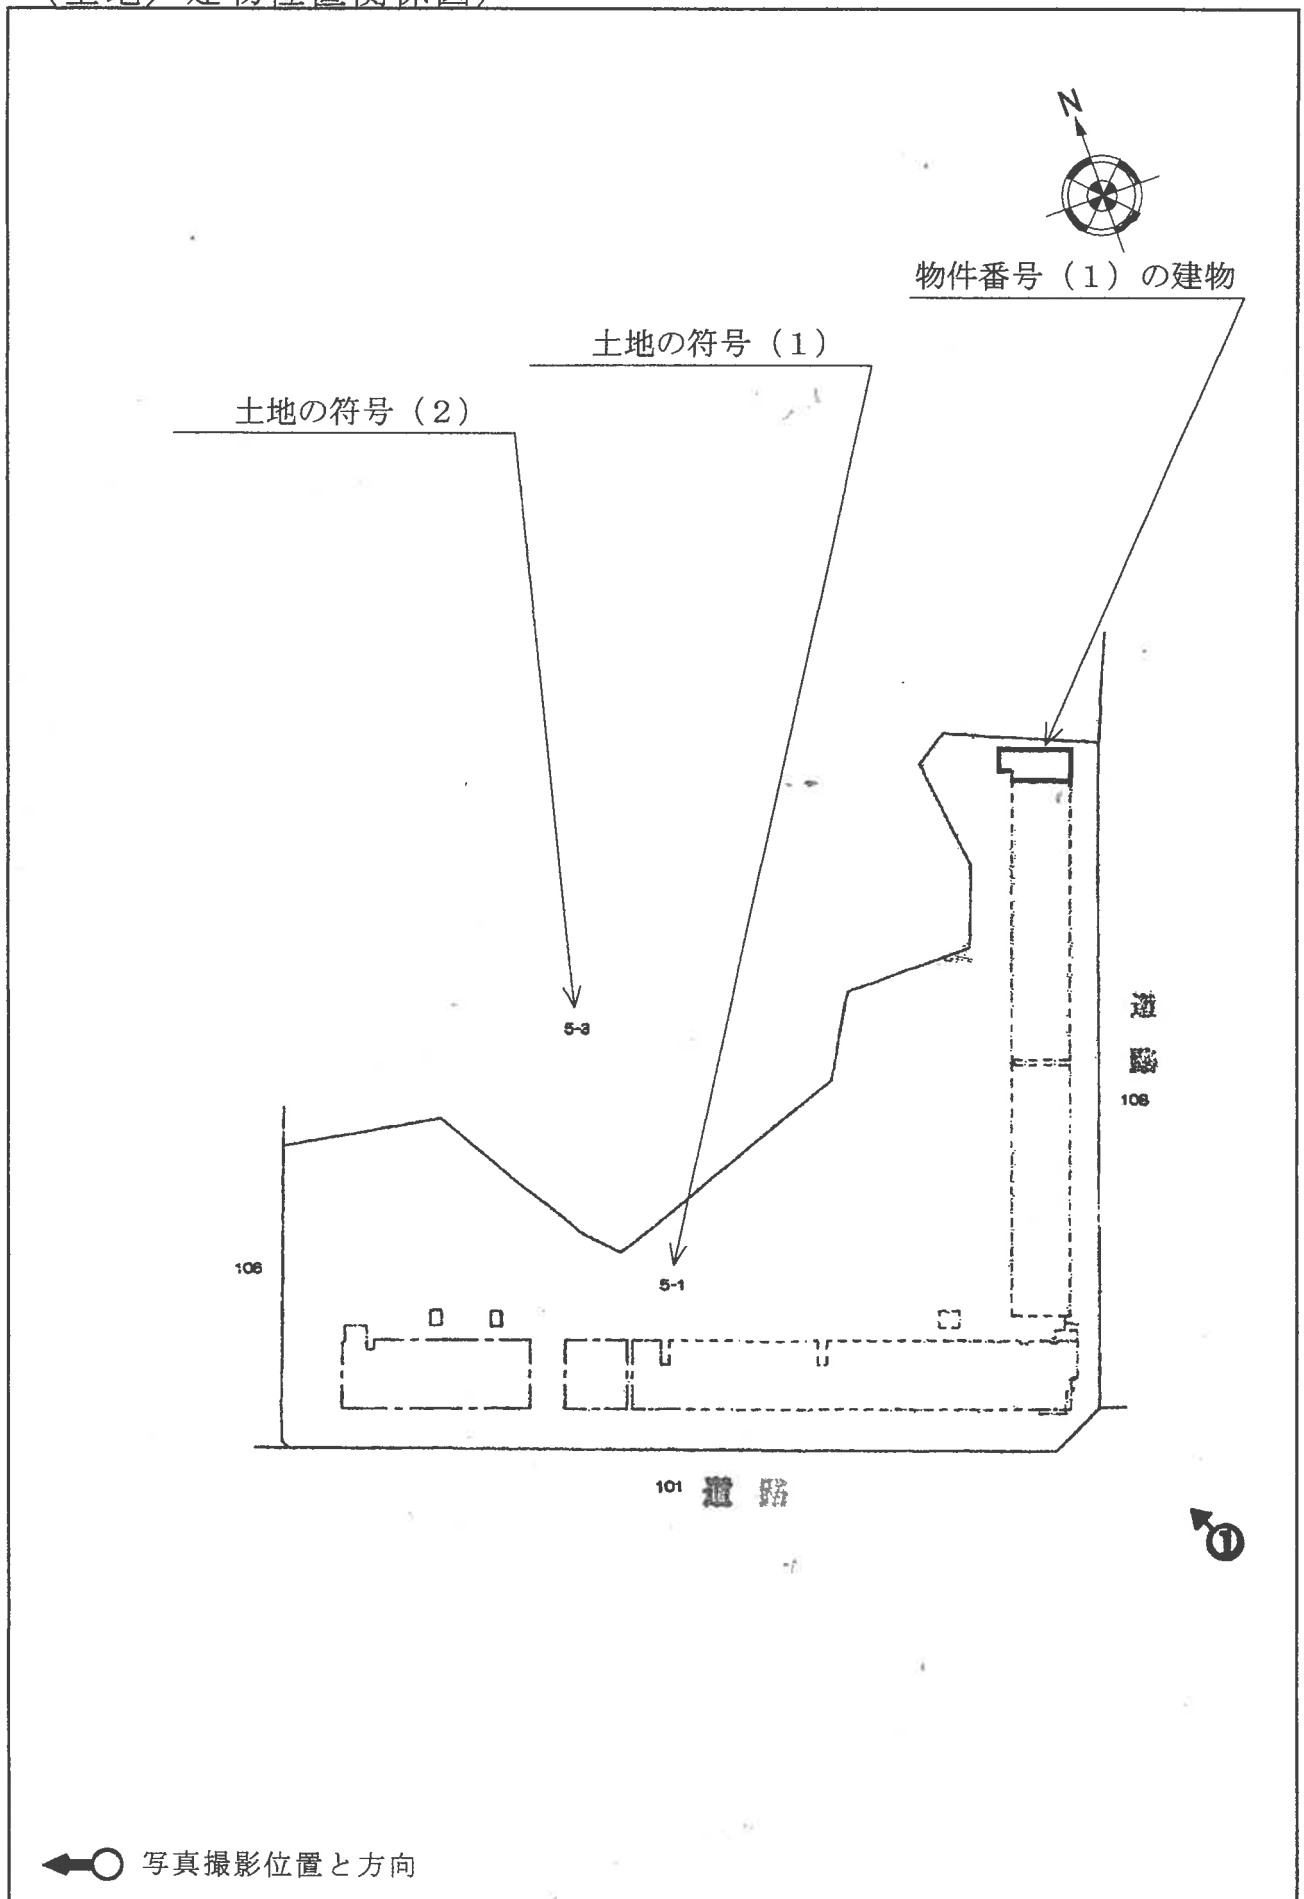 N
物件番号（1）の建物
土地の符号（1）
土地の符号（2）
5-3
道路
108
106
5-1
101 道路
①
写真撮影位置と方向